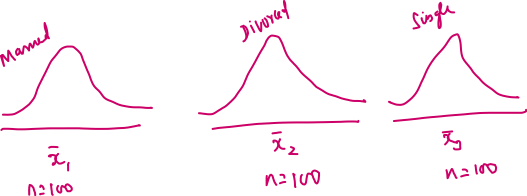 Married
Divorced
Single
x̄₁
x̄₂
x̄₃
n=100
n=100
n=100